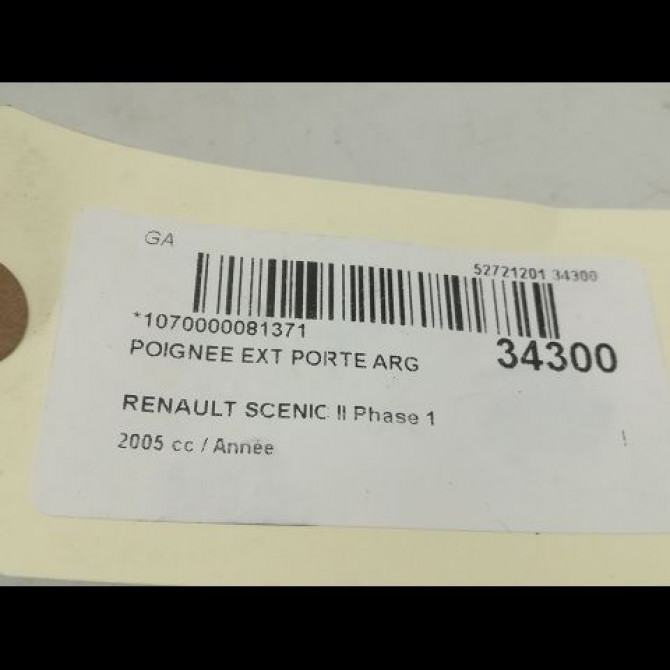 GA
52721201 34300
*1070000081371
34300
POIGNEE EXT PORTE ARG
RENAULT SCENIC II Phase 1
2005 cc / Année